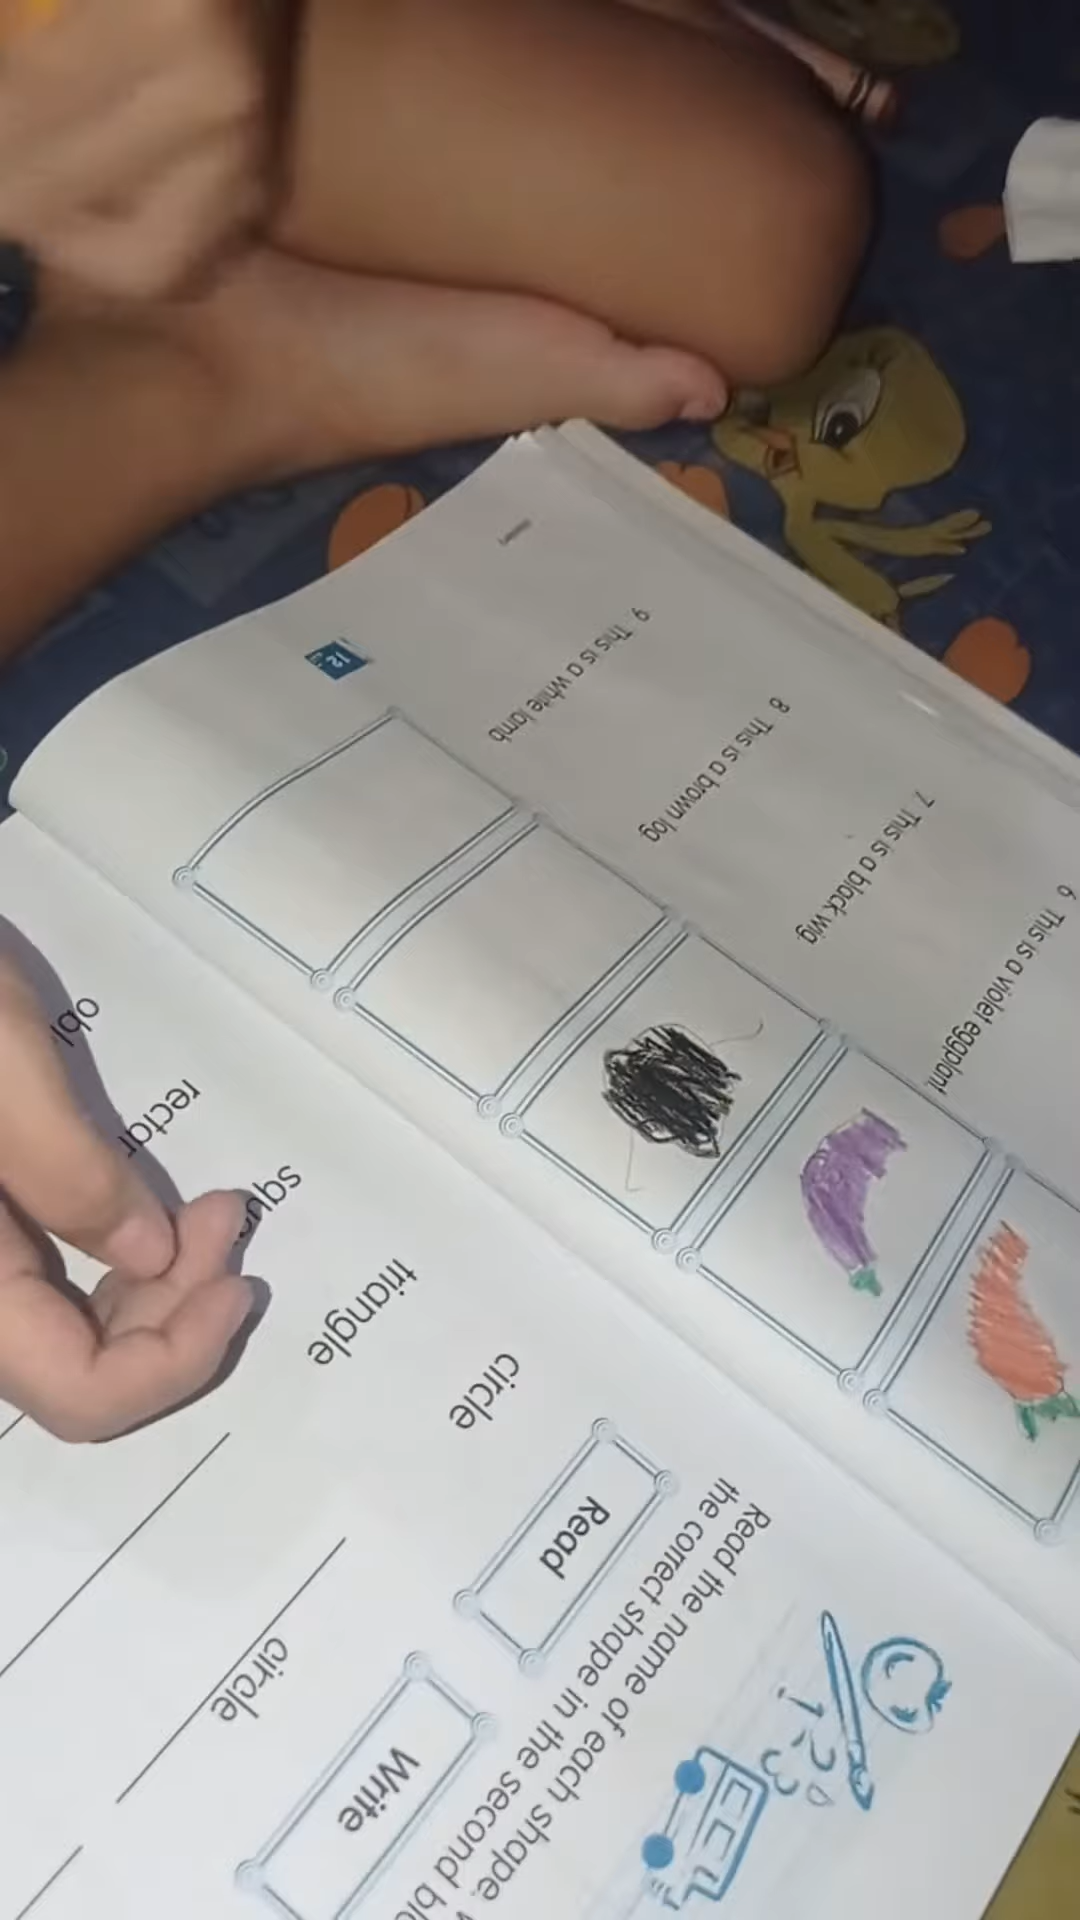 6 This is a violet eggplant
7 This is a black wig.
8 This is a brown log
9 This is a white lamb
12
Read the name of each shape.
the correct shape in the second
Read
Write
circle
circle
triangle